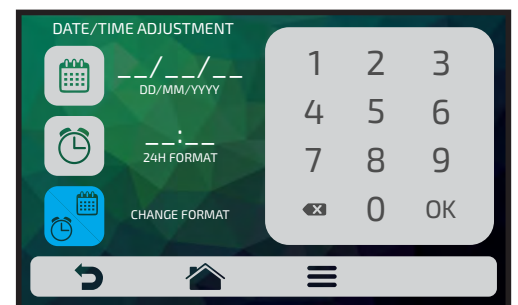 DATE/TIME ADJUSTMENT
__/__/__
DD/MM/YYYY
__:__
24H FORMAT
CHANGE FORMAT
1 2 3
4 5 6
7 8 9
0 OK